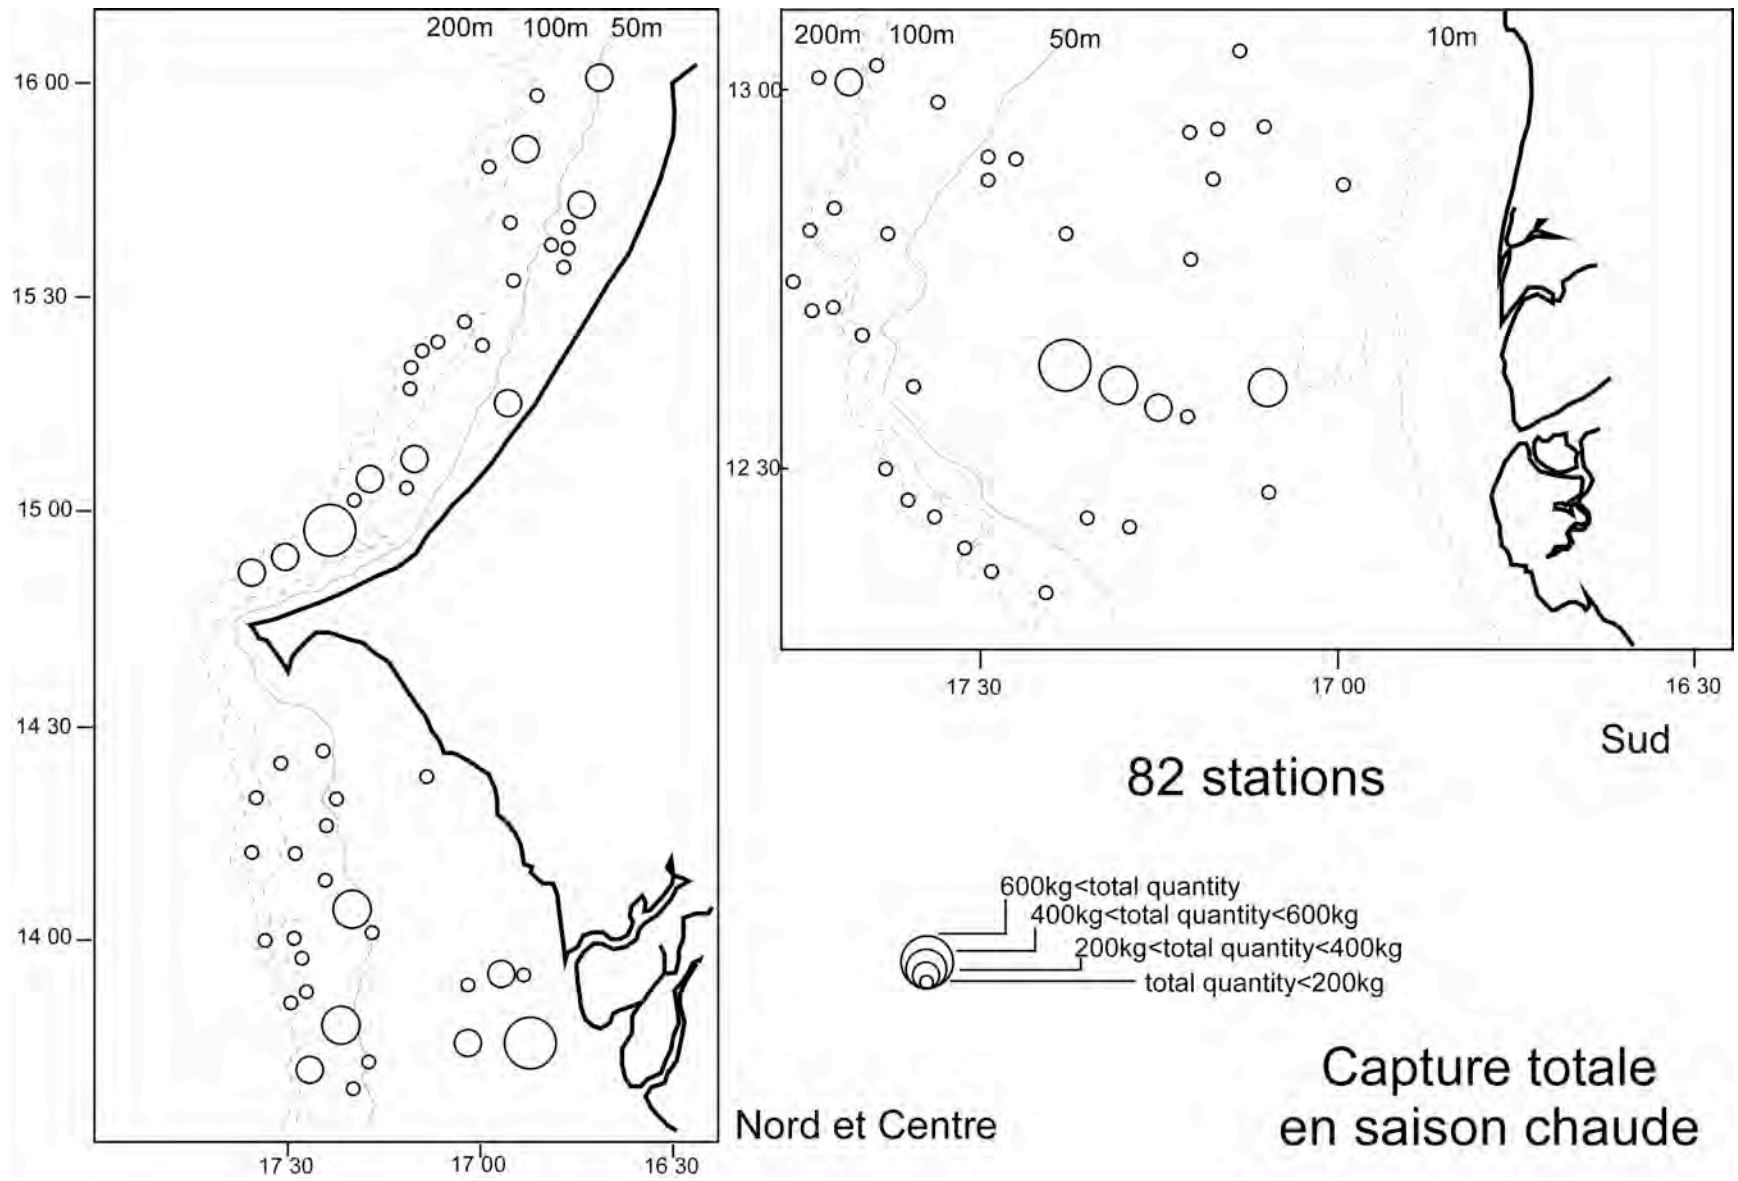 200m 100m 50m
16 00
15 30
15 00
14 30
14 00
17 30 17 00 16 30
Nord et Centre
200m 100m 50m 10m
13 00
12 30
17 30 17 00 16 30
Sud
82 stations
600kg<total quantity
400kg<total quantity<600kg
200kg<total quantity<400kg
total quantity<200kg
Capture totale
en saison chaude